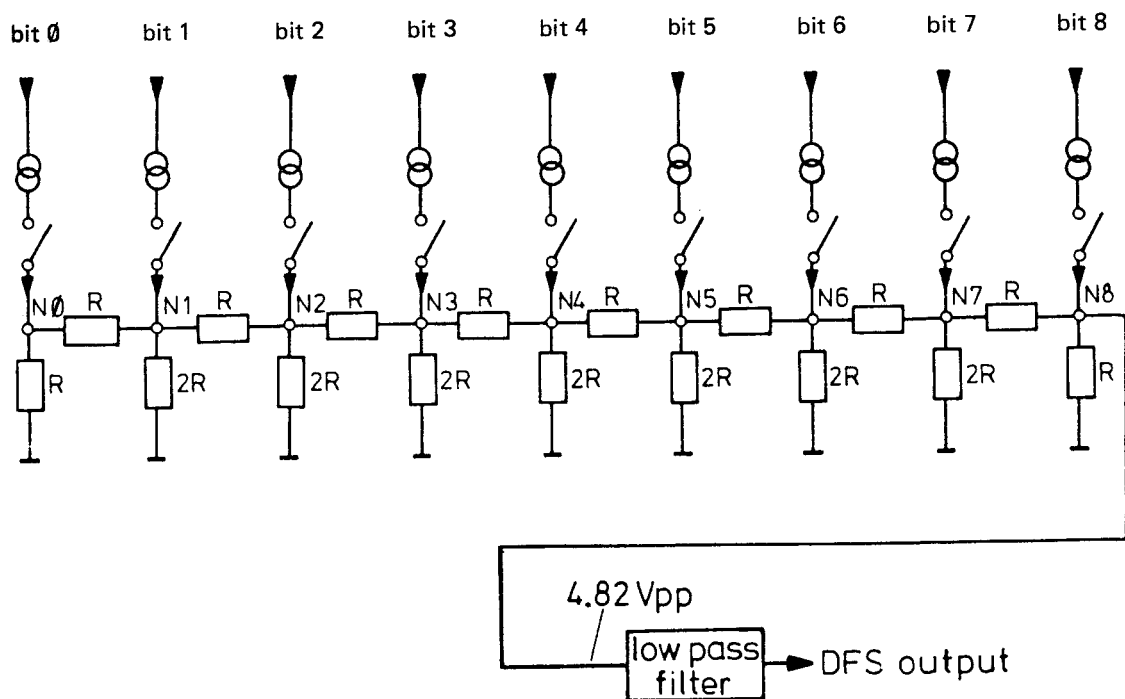 bit 0 bit 1 bit 2 bit 3 bit 4 bit 5 bit 6 bit 7 bit 8
N0 R N1 R N2 R N3 R N4 R N5 R N6 R N7 R N8
R 2R 2R 2R 2R 2R 2R 2R R
4.82 Vpp
low pass
filter
DFS output